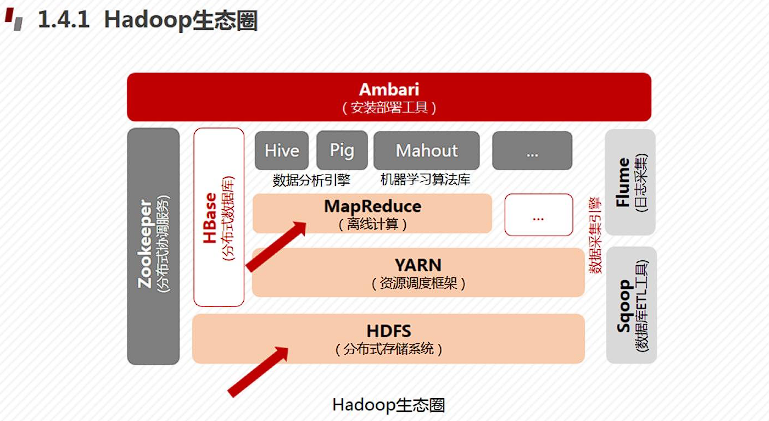 1.4.1 Hadoop生态圈
Ambari
（安装部署工具）
Zookeeper
(分布式协调服务)
HBase
(分布式数据库)
Hive
Pig
Mahout
...
数据分析引擎
机器学习算法库
MapReduce
（离线计算）
...
YARN
（资源调度框架）
HDFS
（分布式存储系统）
数据采集引擎
Flume
(日志采集)
Sqoop
(数据库ETL工具)
Hadoop生态圈